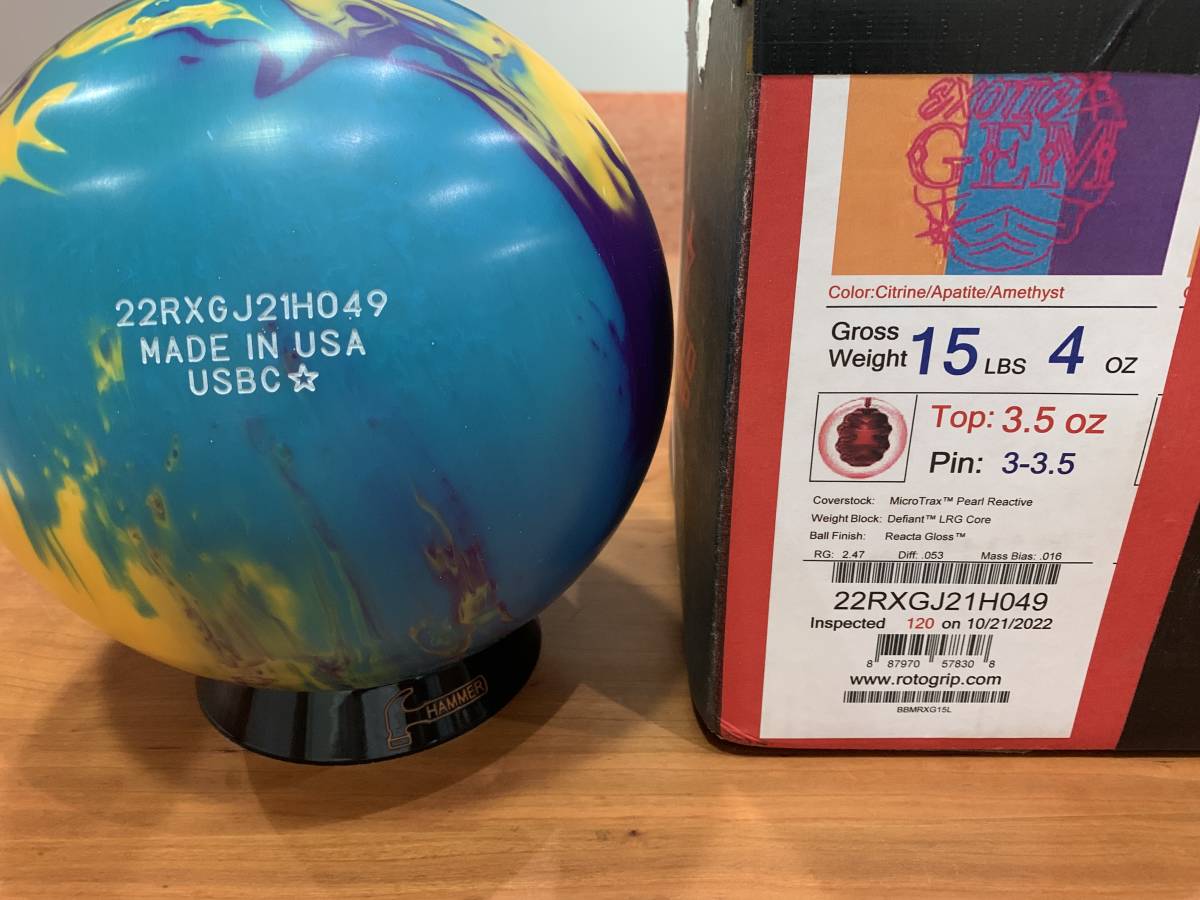 22RXGJ21H049
MADE IN USA
USBC☆
HAMMER
EXOTIC
GEM
Color:Citrine/Apatite/Amethyst
Gross Weight 15 LBS 4 OZ
Top: 3.5 oz
Pin: 3-3.5
Coverstock: MicroTrax™ Pearl Reactive
Weight Block: Defiant™ LRG Core
Ball Finish: Reacta Gloss™
RG: 2.47 Diff: .053 Mass Bias: .016
22RXGJ21H049
Inspected 120 on 10/21/2022
8 87970 57830 8
www.rotogrip.com
BBMRXG15L